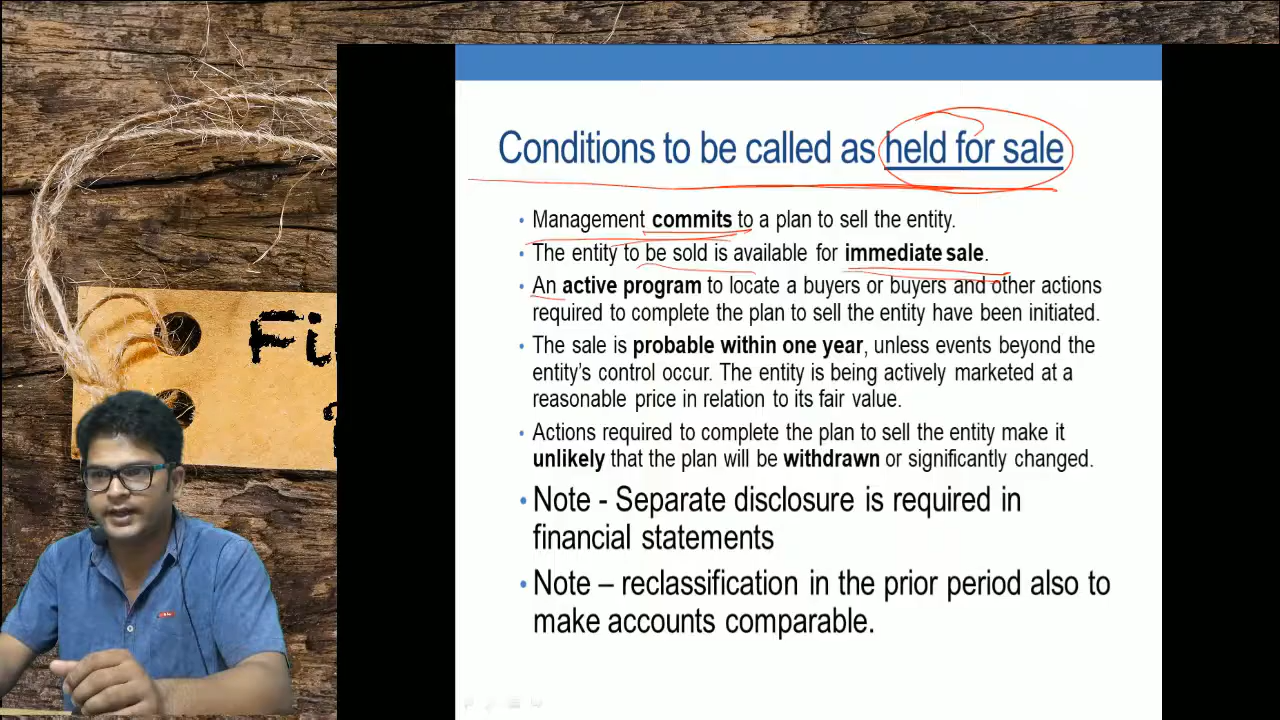 Conditions to be called as held for sale
• Management commits to a plan to sell the entity.
• The entity to be sold is available for immediate sale.
• An active program to locate a buyers or buyers and other actions
required to complete the plan to sell the entity have been initiated.
• The sale is probable within one year, unless events beyond the
entity's control occur. The entity is being actively marketed at a
reasonable price in relation to its fair value.
• Actions required to complete the plan to sell the entity make it
unlikely that the plan will be withdrawn or significantly changed.
• Note - Separate disclosure is required in
financial statements
• Note – reclassification in the prior period also to
make accounts comparable.
Fi